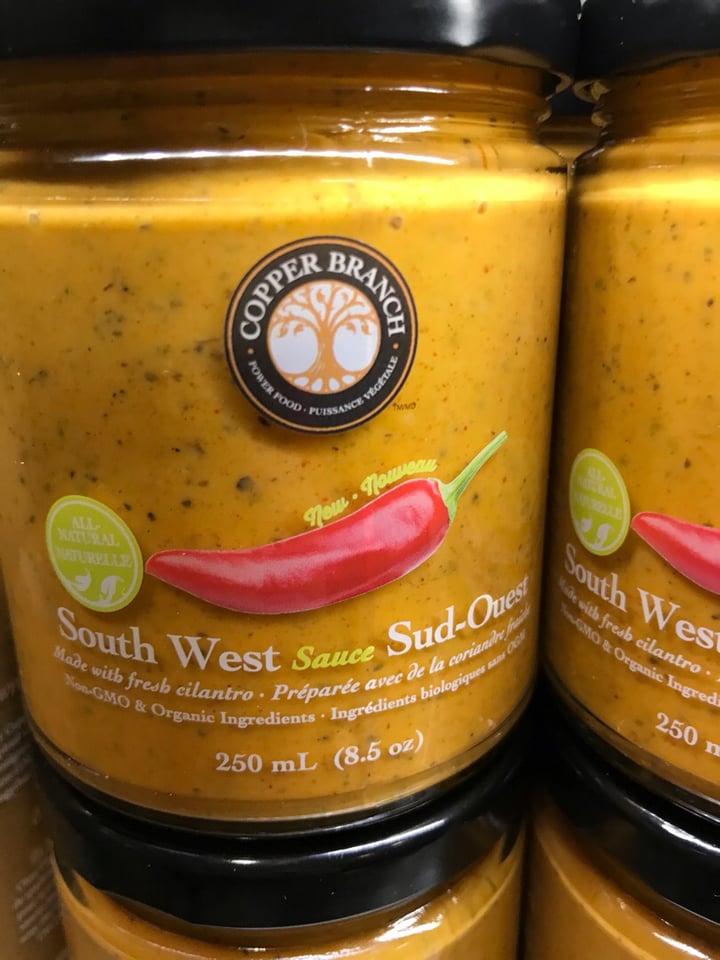 COPPER BRANCH
POWER FOOD · PUISSANCE VÉGÉTALE
TM/MD
New · Nouveau
ALL-
NATURAL
NATURELLE
South West Sauce Sud-Ouest
Made with fresh cilantro · Préparée avec de la coriandre fraîche
Non-GMO & Organic Ingredients · Ingrédients biologiques sans OGM
250 mL (8.5 oz)
ALL-
NATURAL
NATURELLE
South West
Made with fresh cilantro ·
Non-GMO & Organic
250 m